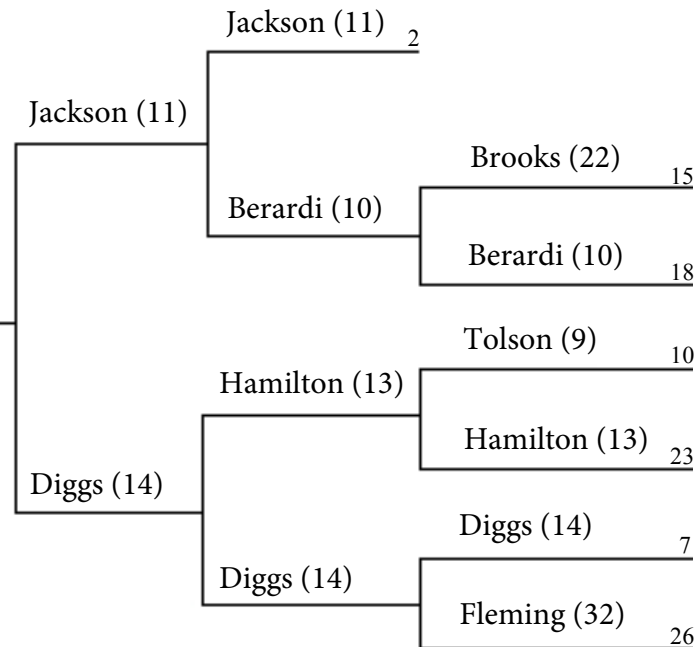 Jackson (11)
2
Jackson (11)
Brooks (22)
15
Berardi (10)
Berardi (10)
18
Tolson (9)
10
Hamilton (13)
Hamilton (13)
23
Diggs (14)
Diggs (14)
7
Diggs (14)
Fleming (32)
26